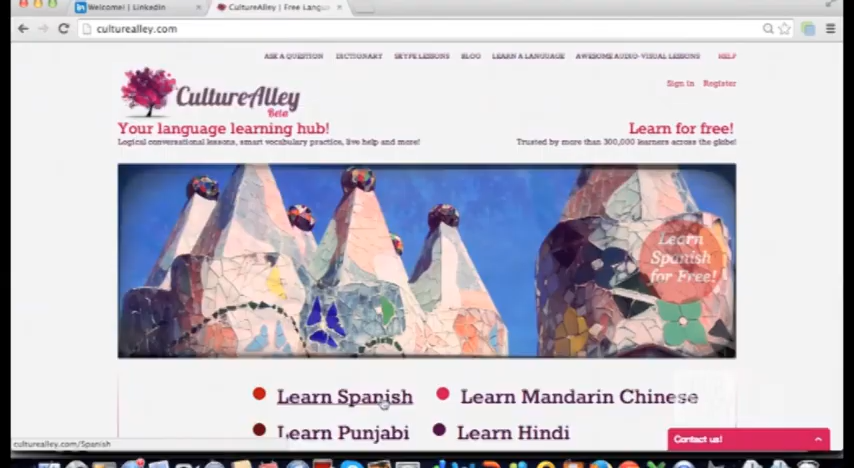 Welcome! | LinkedIn
CultureAlley | Free Langu
culturealley.com
ASK A QUESTION DICTIONARY SKYPE LESSONS BLOG LEARN A LANGUAGE AWESOME AUDIO-VISUAL LESSONS HELP
Sign In Register
CultureAlley
Beta
Your language learning hub!
Learn for free!
Logical conversational lessons, smart vocabulary practice, live help and more!
Trusted by more than 300,000 learners across the globe!
Learn
Spanish
for Free!
Learn Spanish
Learn Mandarin Chinese
Learn Punjabi
Learn Hindi
Contact us!
culturealley.com/Spanish